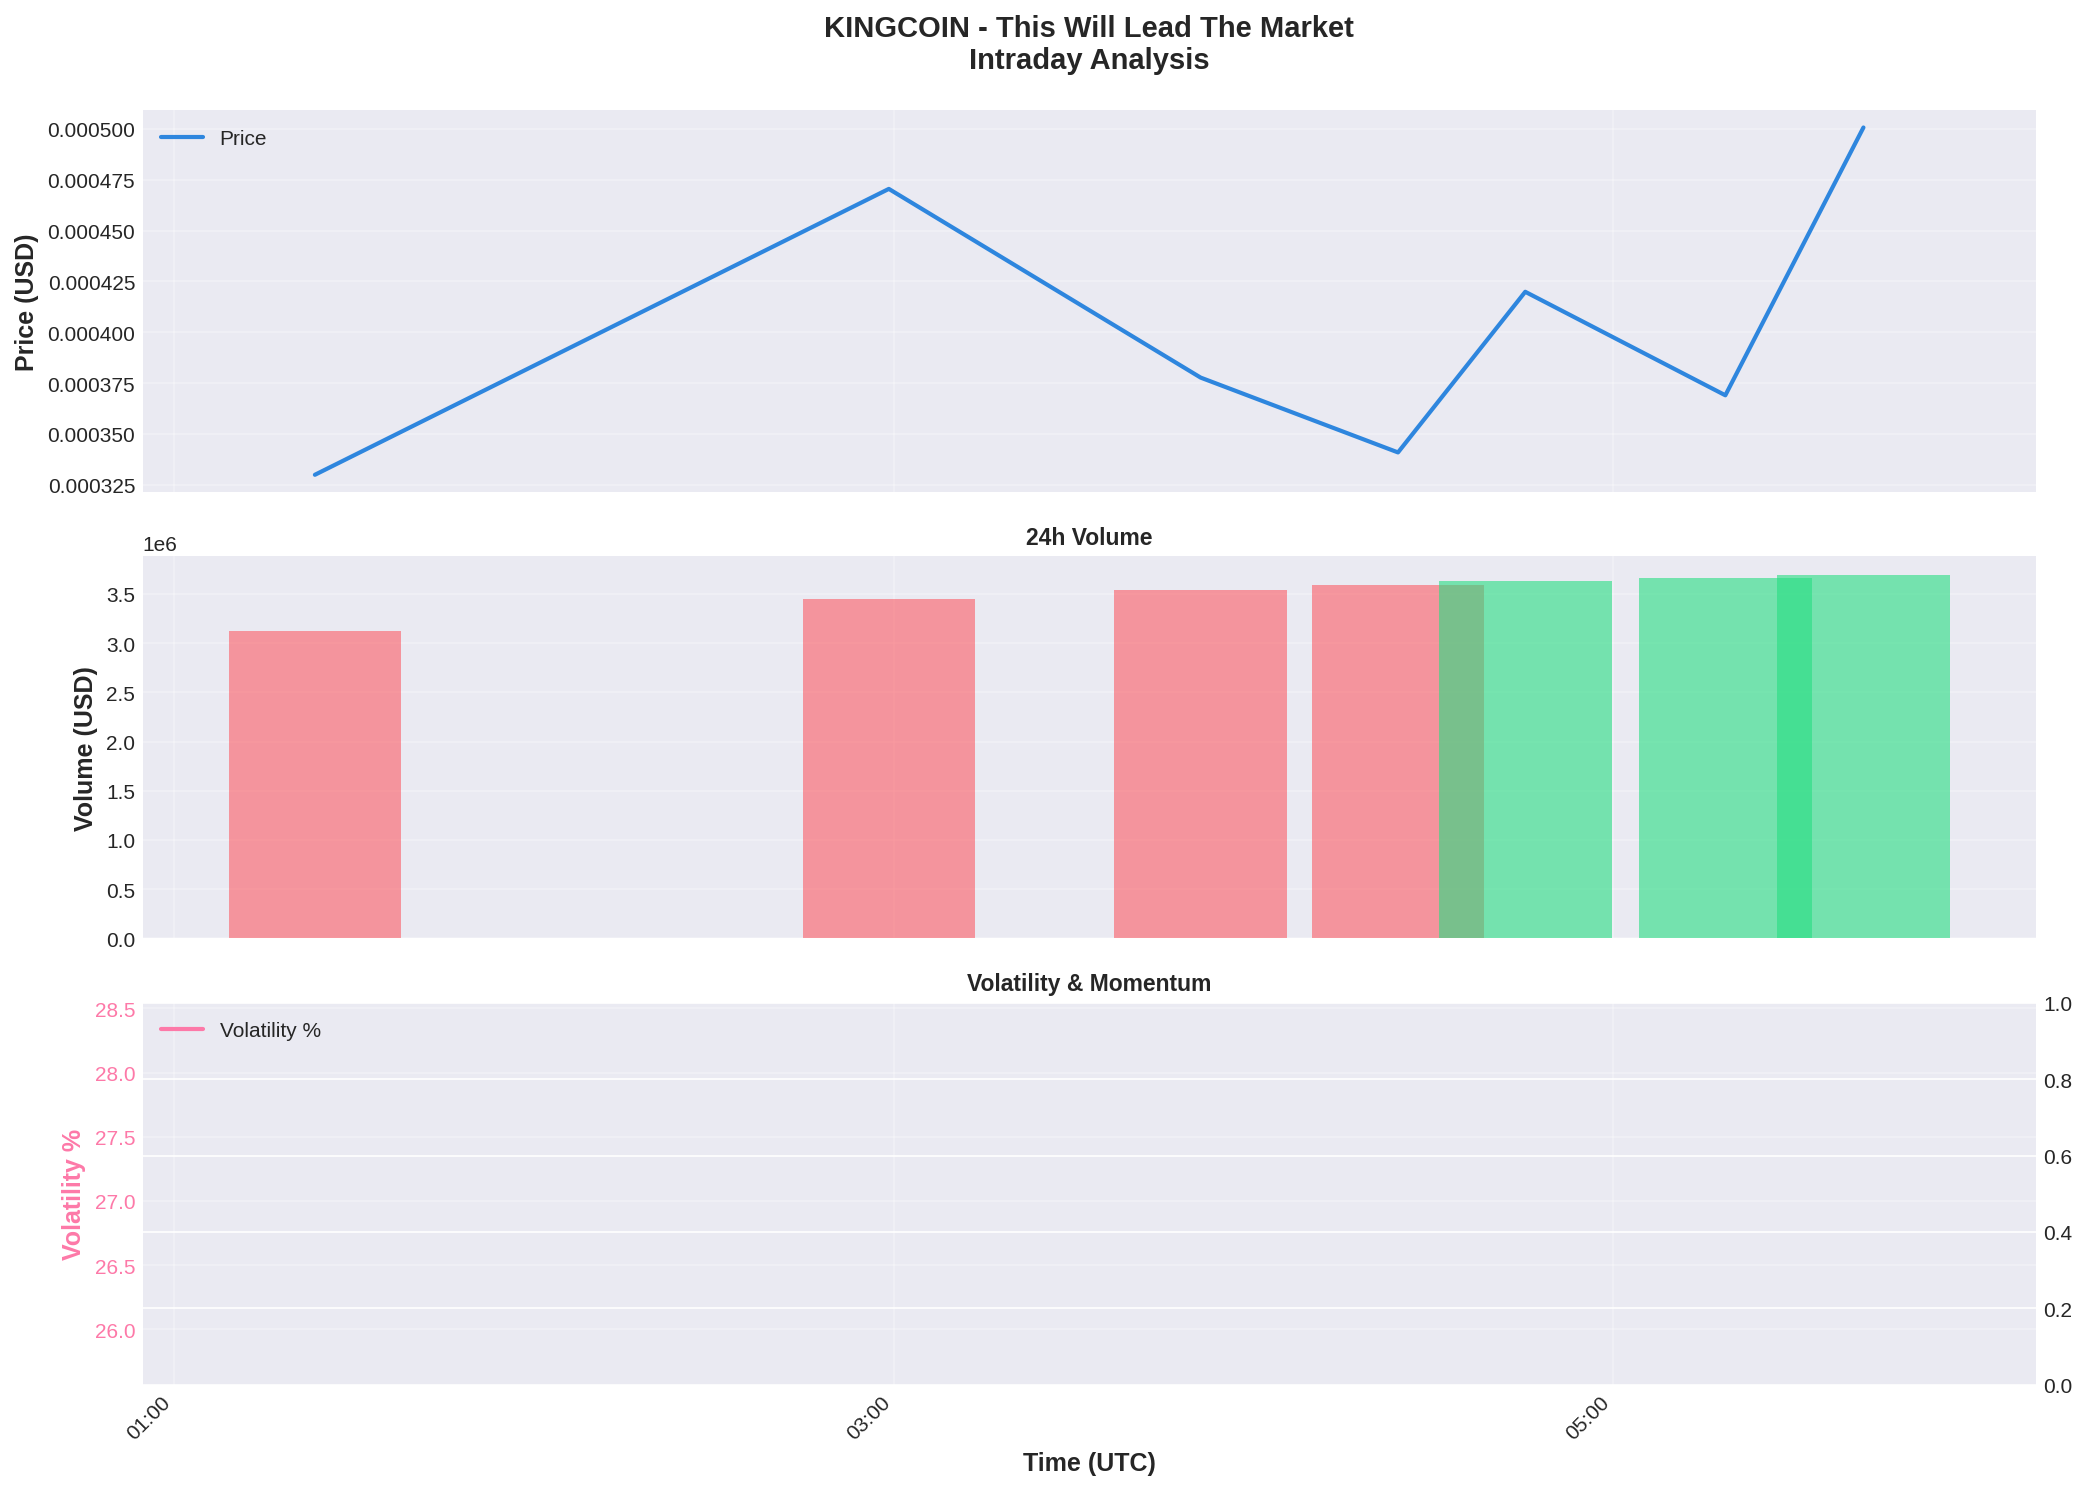 KINGCOIN - This Will Lead The Market
Intraday Analysis
Price
Price (USD)
0.000500
0.000475
0.000450
0.000425
0.000400
0.000375
0.000350
0.000325
24h Volume
1e6
Volume (USD)
3.5
3.0
2.5
2.0
1.5
1.0
0.5
0.0
Volatility & Momentum
Volatility %
Volatility %
28.5
28.0
27.5
27.0
26.5
26.0
1.0
0.8
0.6
0.4
0.2
0.0
01:00
03:00
05:00
Time (UTC)